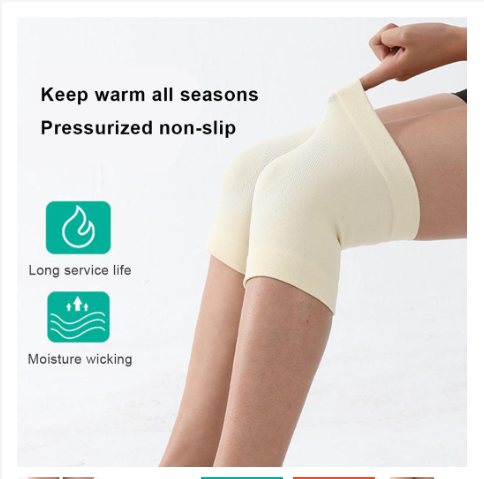 Keep warm all seasons
Pressurized non-slip
Long service life
Moisture wicking